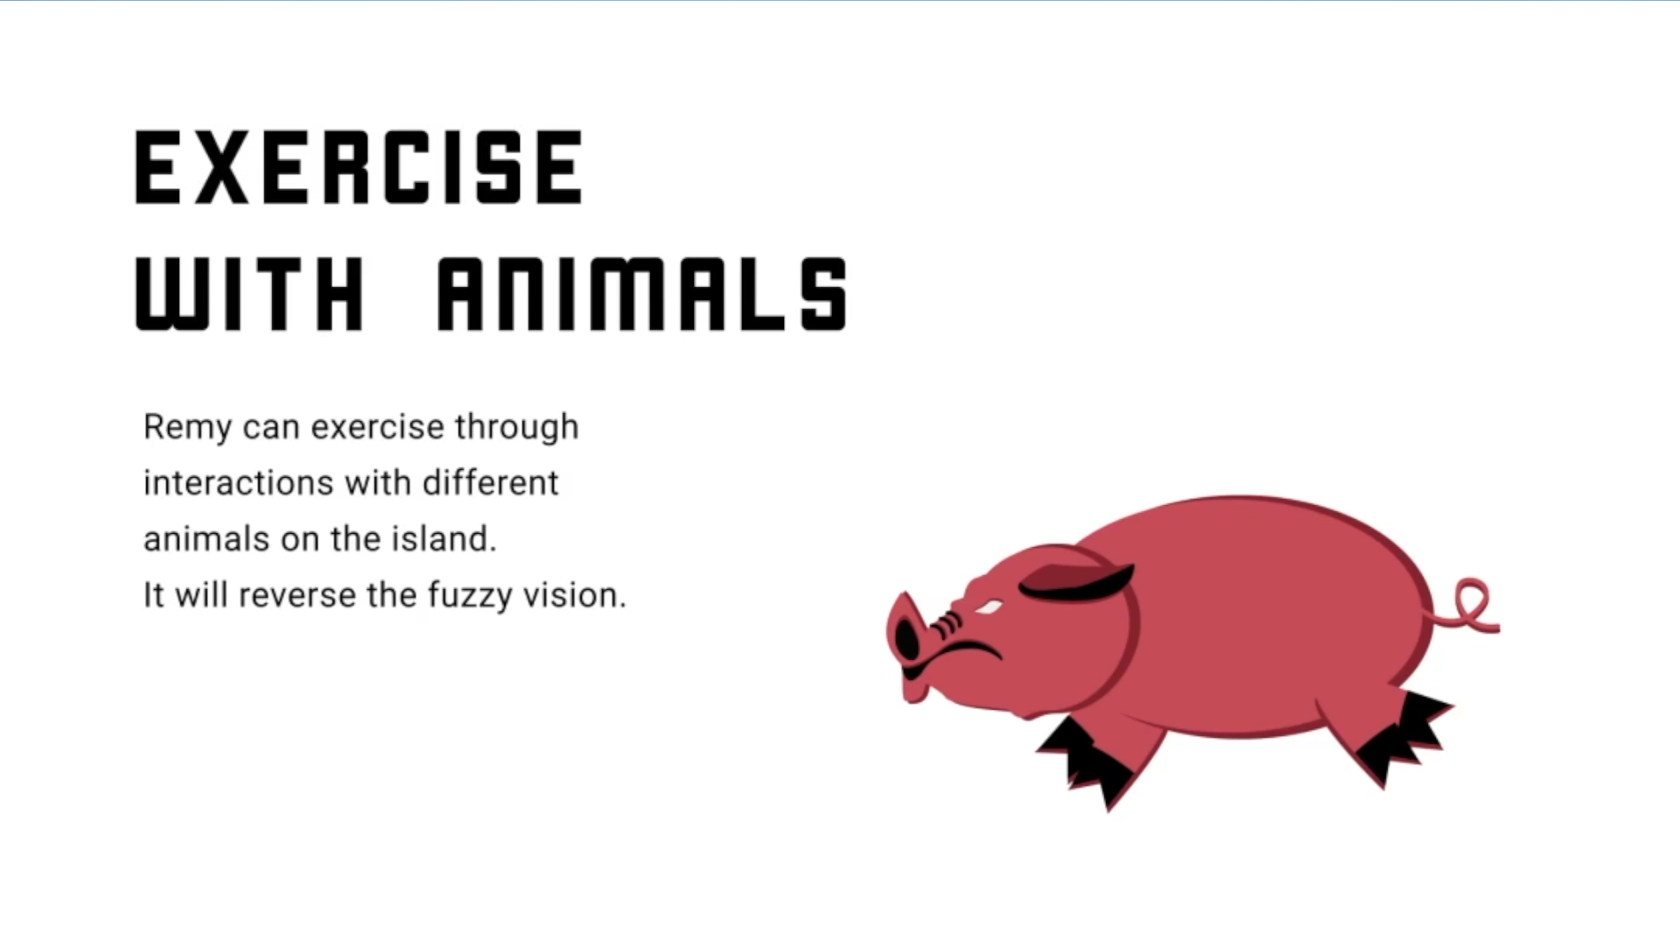 EXERCISE
WITH ANIMALS
Remy can exercise through
interactions with different
animals on the island.
It will reverse the fuzzy vision.